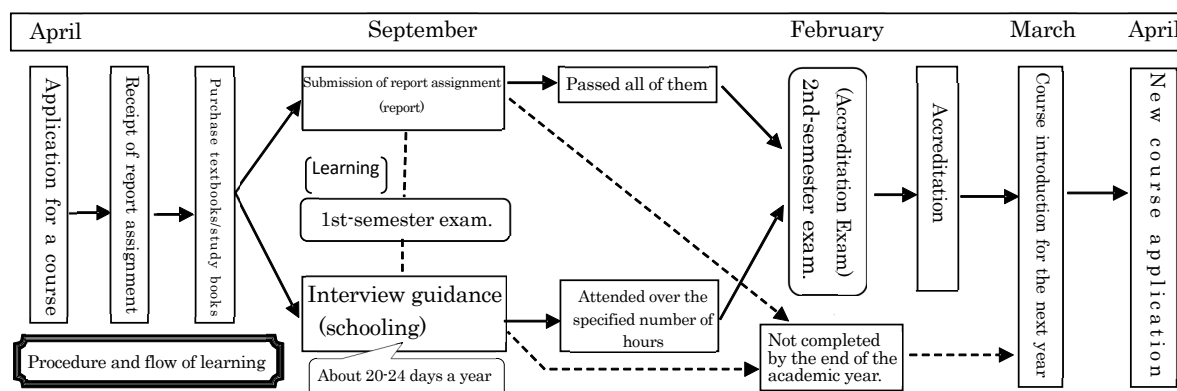 April September February March April
Application for a course
Receipt of report assignment
Purchase textbooks/study books
Submission of report assignment
(report)
[Learning]
1st-semester exam.
Interview guidance
(schooling)
About 20-24 days a year
Passed all of them
Attended over the
specified number of
hours
(Accreditation Exam)
2nd-semester exam.
Not completed
by the end of the
academic year.
Accreditation
Course introduction for the next year
New course application
Procedure and flow of learning